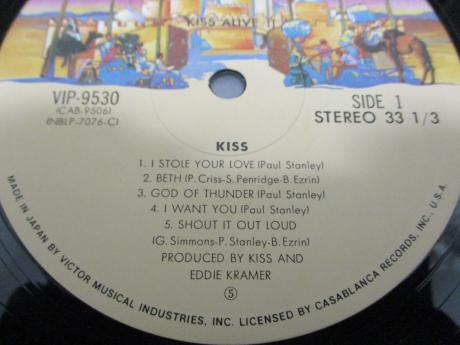 KISS ALIVE II
VIP-9530
(CAB-9506)
(NBLP-7076-C)
SIDE 1
STEREO 33 1/3
KISS
1. I STOLE YOUR LOVE (Paul Stanley)
2. BETH (P. Criss-S. Penridge-B. Ezrin)
3. GOD OF THUNDER (Paul Stanley)
4. I WANT YOU (Paul Stanley)
5. SHOUT IT OUT LOUD
(G. Simmons-P. Stanley-B. Ezrin)
PRODUCED BY KISS AND
EDDIE KRAMER
⑤
MADE IN JAPAN BY VICTOR MUSICAL INDUSTRIES, INC. LICENSED BY CASABLANCA RECORDS, INC., U.S.A.